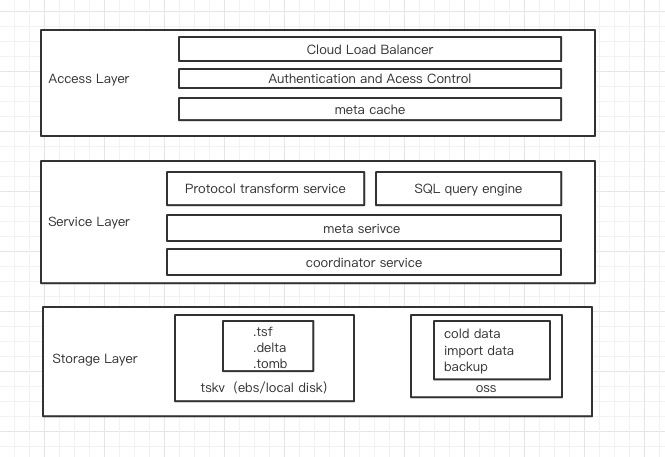 Cloud Load Balancer
Access Layer
Authentication and Acess Control
meta cache
Protocol transform service
SQL query engine
Service Layer
meta serivce
coordinator service
Storage Layer
.tsf
.delta
.tomb
tskv（ebs/local disk）
cold data
import data
backup
oss